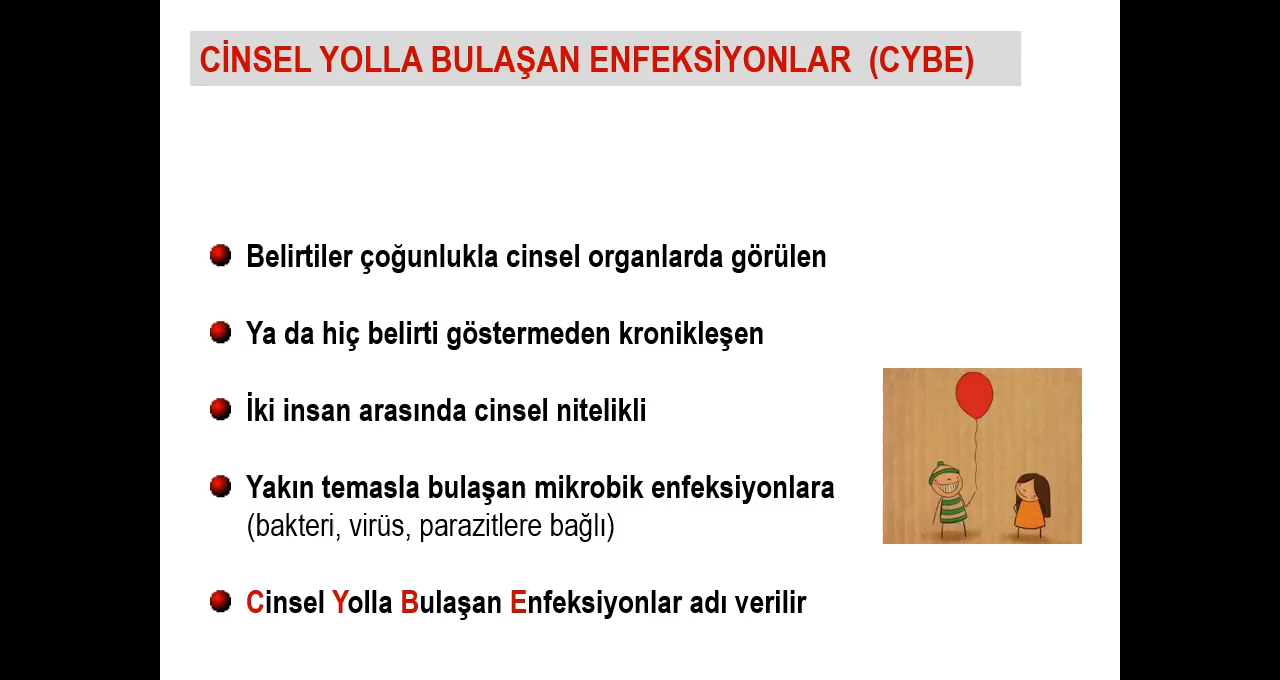 CİNSEL YOLLA BULAŞAN ENFEKSİYONLAR (CYBE)
Belirtiler çoğunlukla cinsel organlarda görülen
Ya da hiç belirti göstermeden kronikleşen
İki insan arasında cinsel nitelikli
Yakın temasla bulaşan mikrobik enfeksiyonlara
(bakteri, virüs, parazitlere bağlı)
Cinsel Yolla Bulaşan Enfeksiyonlar adı verilir